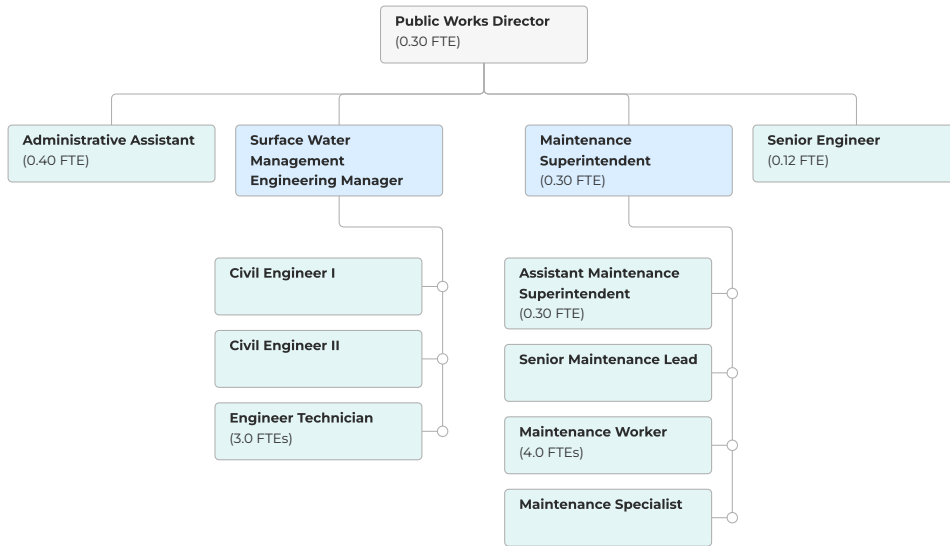 Public Works Director
(0.30 FTE)
Administrative Assistant
(0.40 FTE)
Surface Water
Management
Engineering Manager
Maintenance
Superintendent
(0.30 FTE)
Senior Engineer
(0.12 FTE)
Civil Engineer I
Civil Engineer II
Engineer Technician
(3.0 FTEs)
Assistant Maintenance
Superintendent
(0.30 FTE)
Senior Maintenance Lead
Maintenance Worker
(4.0 FTEs)
Maintenance Specialist